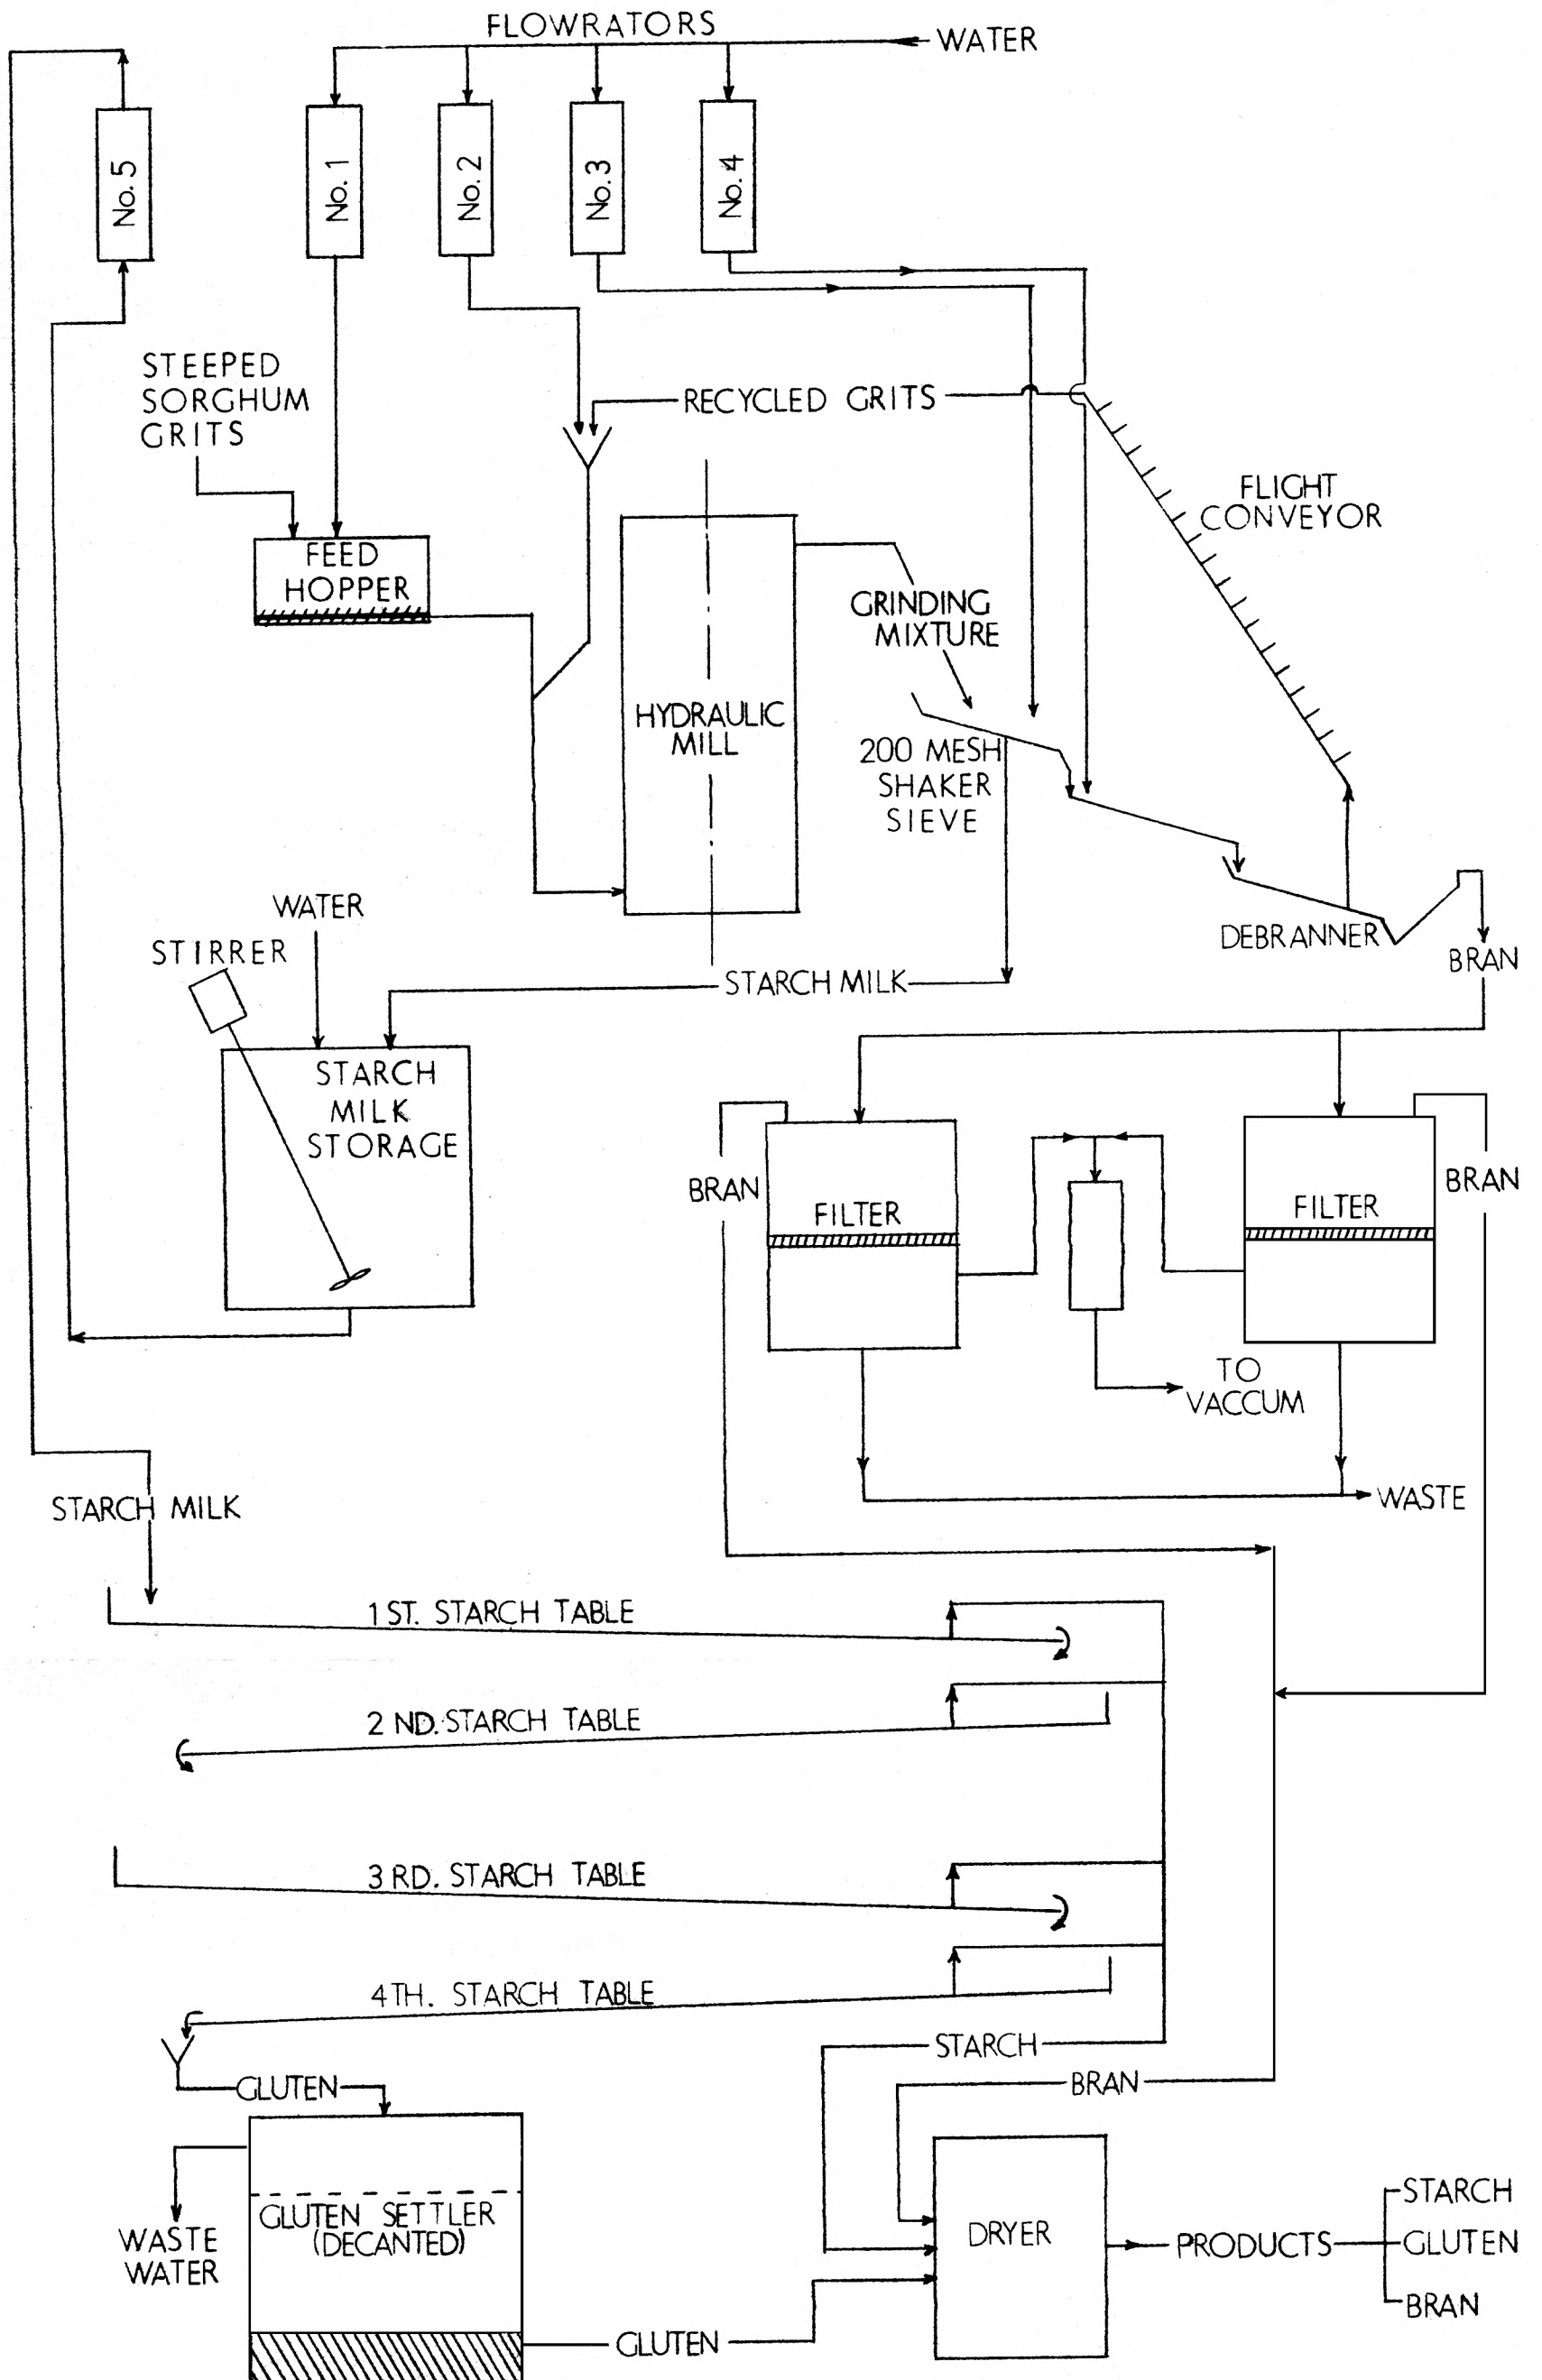 FLOWRATORS
WATER
No. 5
No. 1
No. 2
No. 3
No. 4
STEEPED
SORGHUM
GRITS
RECYCLED GRITS
FLIGHT
CONVEYOR
FEED
HOPPER
GRINDING
MIXTURE
HYDRAULIC
MILL
200 MESH
SHAKER
SIEVE
WATER
STIRRER
DEBRANNER
BRAN
STARCH MILK
STARCH
MILK
STORAGE
BRAN
FILTER
FILTER
BRAN
TO
VACCUM
WASTE
STARCH MILK
1 ST. STARCH TABLE
2 ND. STARCH TABLE
3 RD. STARCH TABLE
4 TH. STARCH TABLE
STARCH
GLUTEN
BRAN
GLUTEN SETTLER
(DECANTED)
WASTE
WATER
DRYER
PRODUCTS
STARCH
GLUTEN
BRAN
GLUTEN